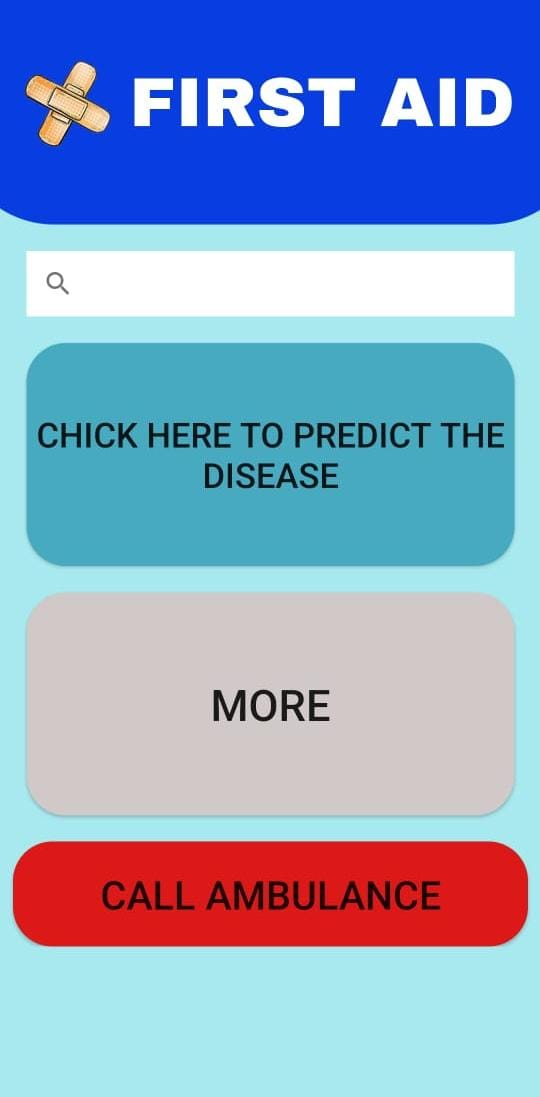 FIRST AID
CHICK HERE TO PREDICT THE
DISEASE
MORE
CALL AMBULANCE